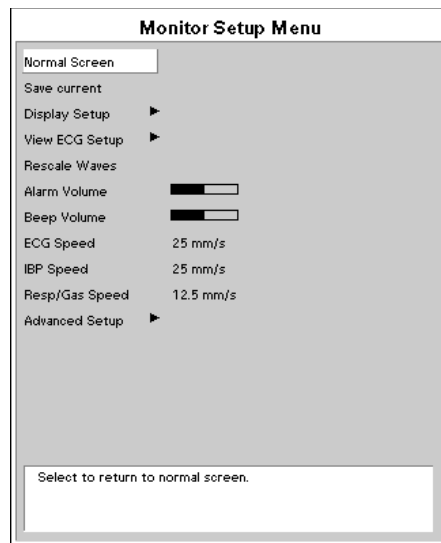 Monitor Setup Menu
Normal Screen
Save current
Display Setup ►
View ECG Setup ►
Rescale Waves
Alarm Volume
Beep Volume
ECG Speed 25 mm/s
IBP Speed 25 mm/s
Resp/Gas Speed 12.5 mm/s
Advanced Setup ►
Select to return to normal screen.